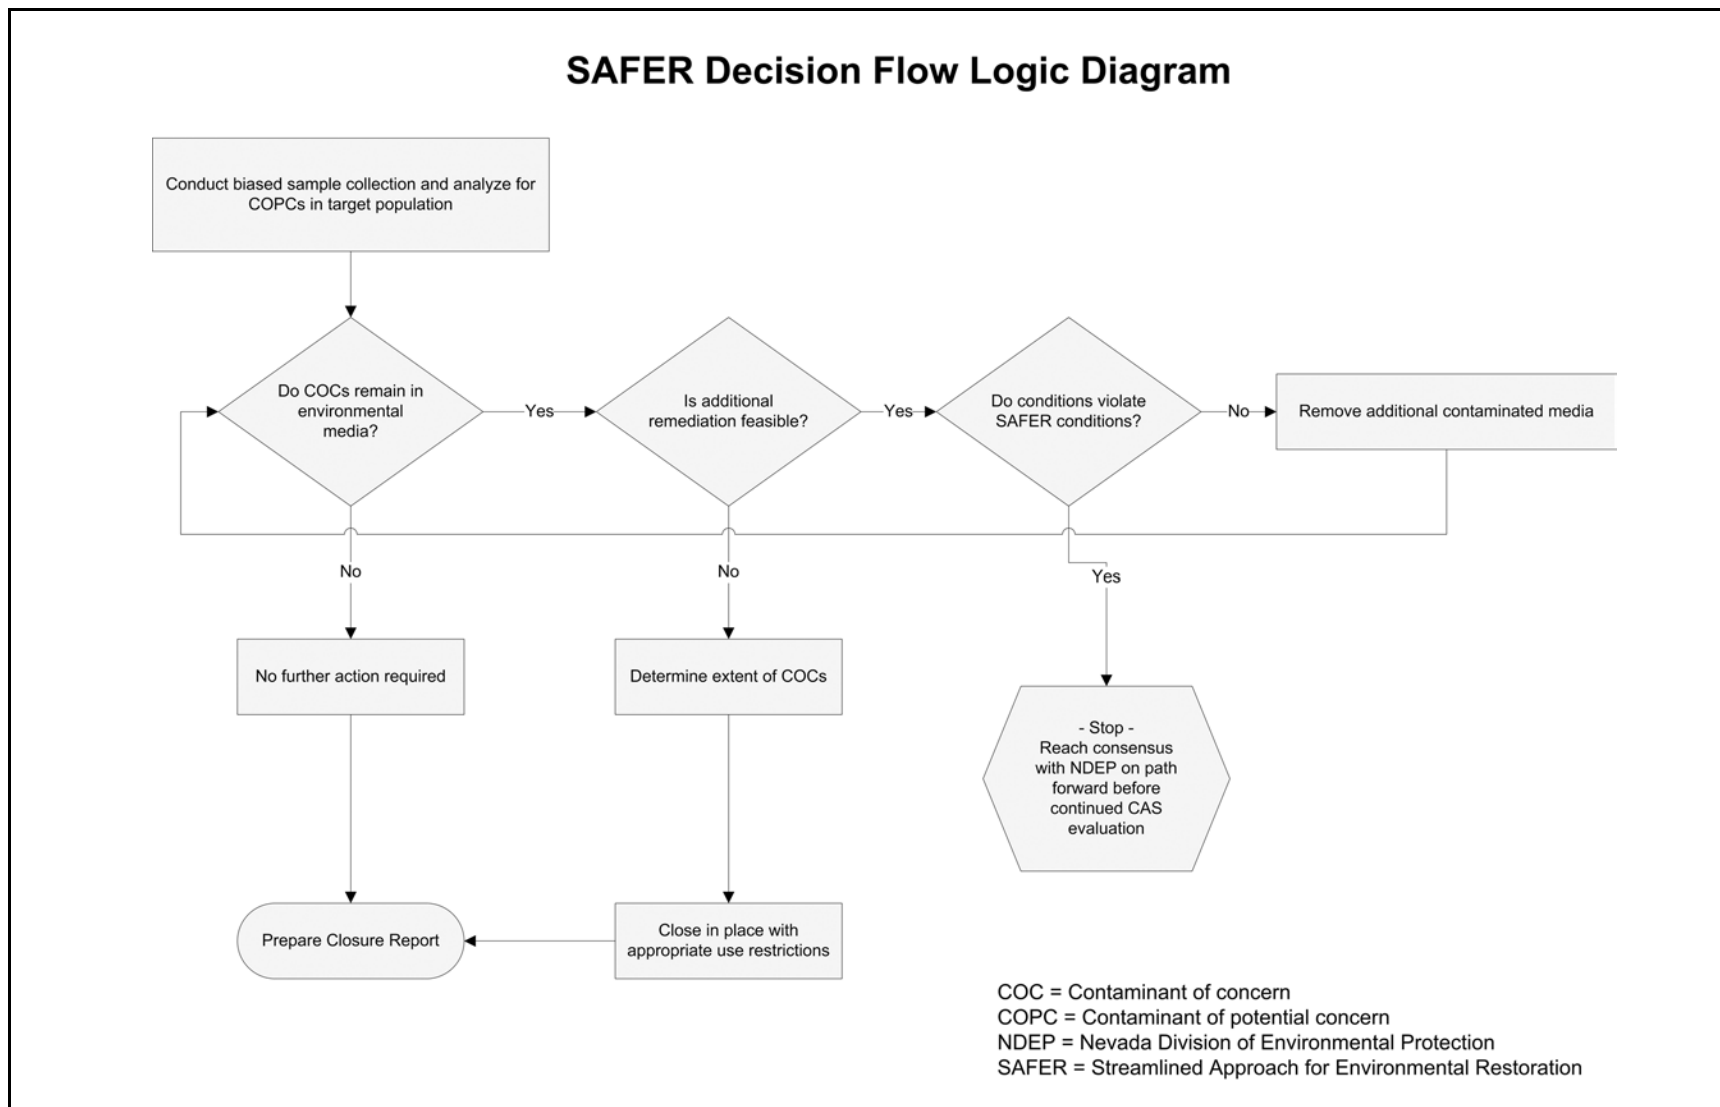 SAFER Decision Flow Logic Diagram
Conduct biased sample collection and analyze for
COPCs in target population
Do COCs remain in
environmental
media?
Yes
Is additional
remediation feasible?
Yes
Do conditions violate
SAFER conditions?
No
Remove additional contaminated media
No
No
Yes
No further action required
Determine extent of COCs
- Stop -
Reach consensus
with NDEP on path
forward before
continued CAS
evaluation
Prepare Closure Report
Close in place with
appropriate use restrictions
COC = Contaminant of concern
COPC = Contaminant of potential concern
NDEP = Nevada Division of Environmental Protection
SAFER = Streamlined Approach for Environmental Restoration